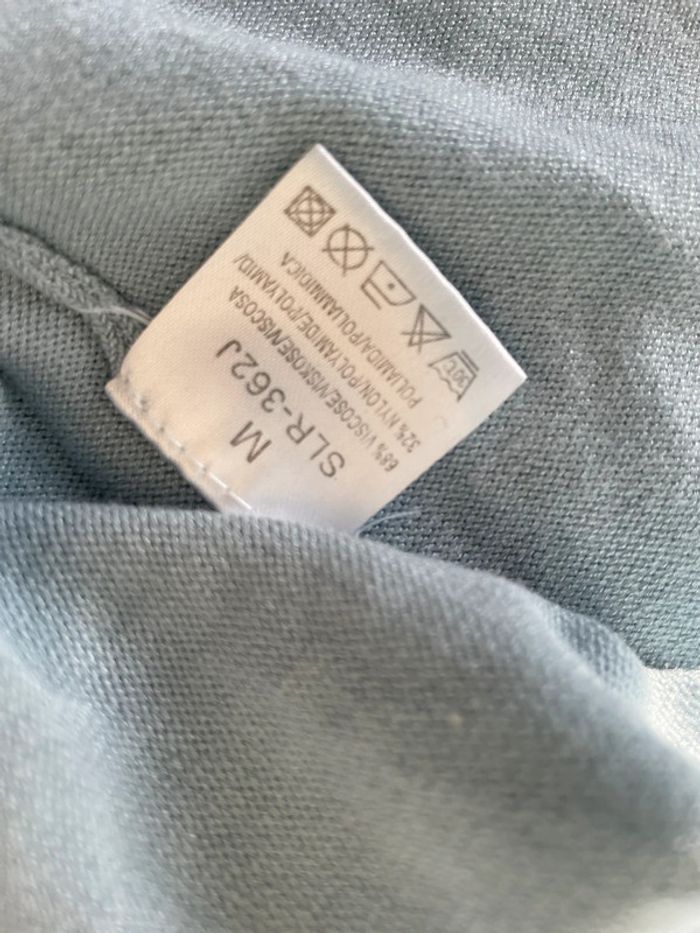 M
SLR-362J
68% VISCOSE/VISKOSE/VISCOSA
32% NYLON/POLYAMIDE/POLYAMID/
POLIAMIDA/POLIAMMIDICA
30°C